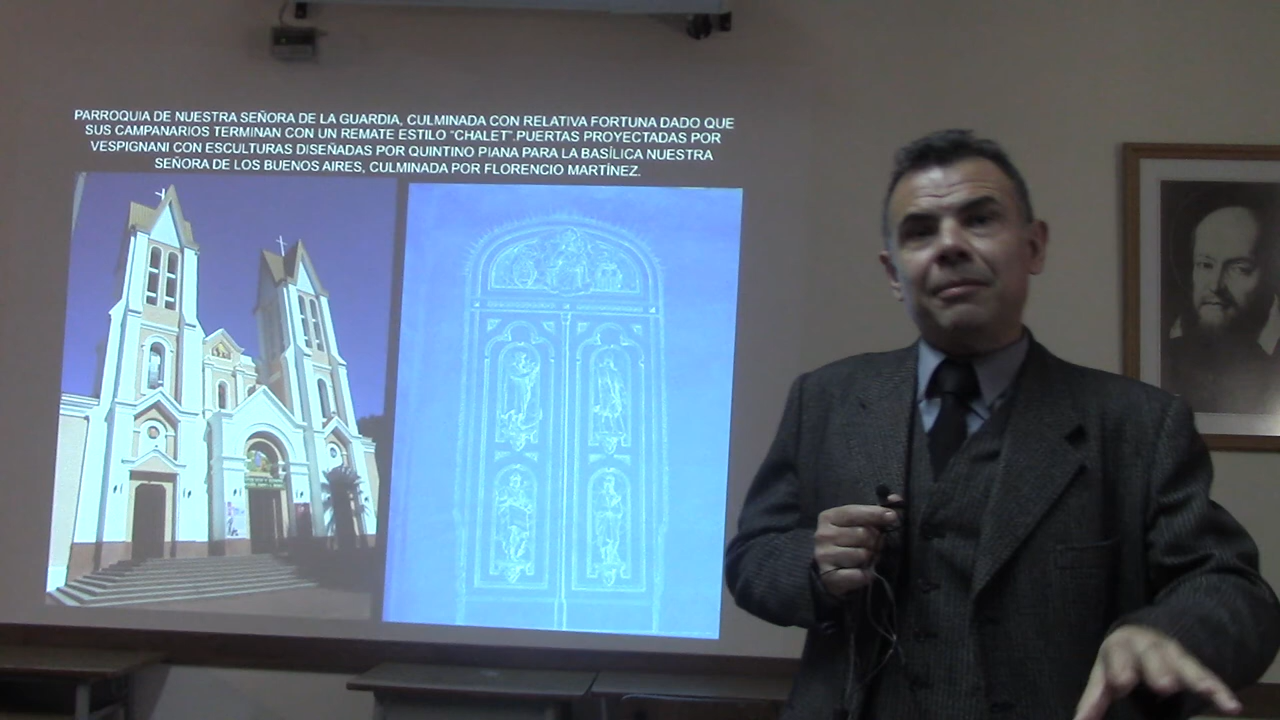 PARROQUIA DE NUESTRA SEÑORA DE LA GUARDIA, CULMINADA CON RELATIVA FORTUNA DADO QUE
SUS CAMPANARIOS TERMINAN CON UN REMATE ESTILO "CHALET".PUERTAS PROYECTADAS POR
VESPIGNANI CON ESCULTURAS DISEÑADAS POR QUINTINO PIANA PARA LA BASÍLICA NUESTRA
SEÑORA DE LOS BUENOS AIRES, CULMINADA POR FLORENCIO MARTÍNEZ.